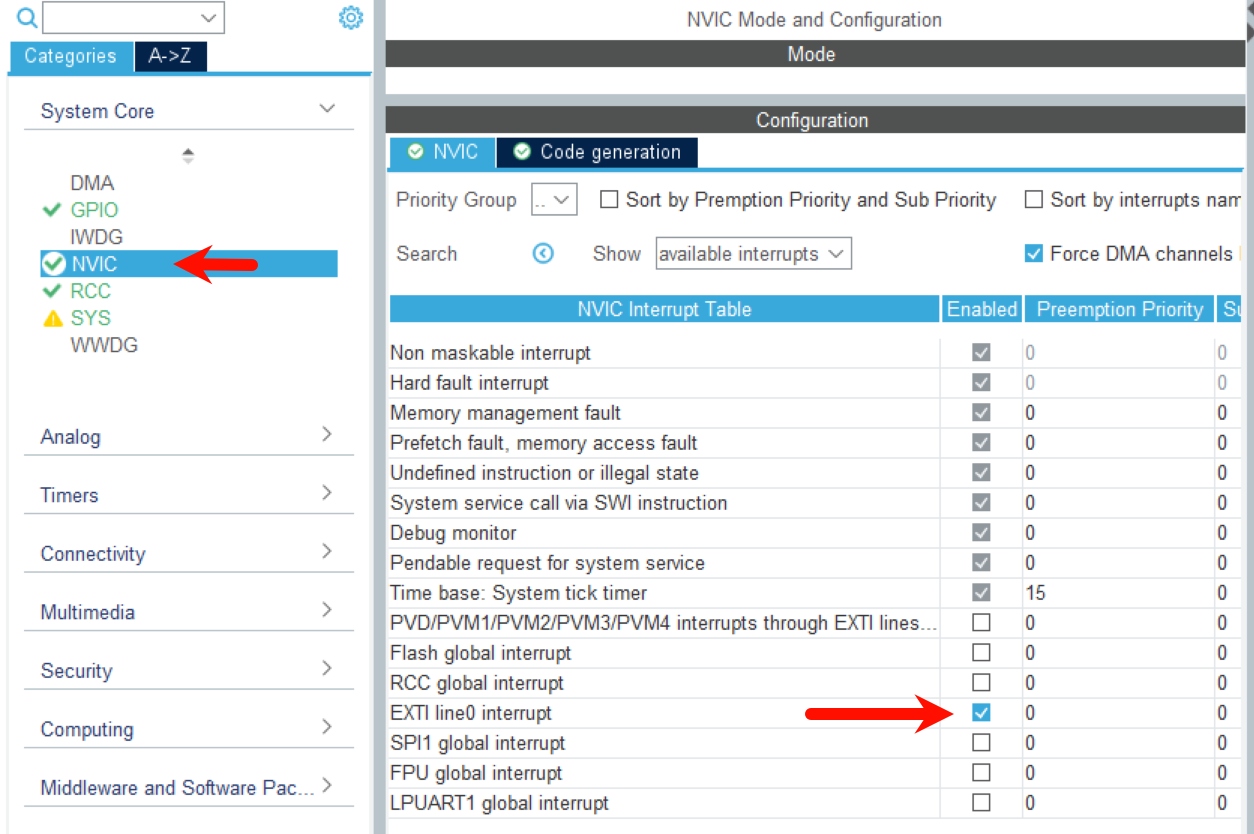 NVIC Mode and Configuration
Categories A->Z
Mode
System Core
Configuration
NVIC Code generation
DMA
GPIO
IWDG
NVIC
RCC
SYS
WWDG
Priority Group .. Sort by Premption Priority and Sub Priority Sort by interrupts nam
Search Show available interrupts Force DMA channels
NVIC Interrupt Table Enabled Preemption Priority Su
Non maskable interrupt 0 0
Hard fault interrupt 0 0
Memory management fault 0 0
Prefetch fault, memory access fault 0 0
Undefined instruction or illegal state 0 0
System service call via SWI instruction 0 0
Debug monitor 0 0
Pendable request for system service 0 0
Time base: System tick timer 15 0
PVD/PVM1/PVM2/PVM3/PVM4 interrupts through EXTI lines... 0 0
Flash global interrupt 0 0
RCC global interrupt 0 0
EXTI line0 interrupt 0 0
SPI1 global interrupt 0 0
FPU global interrupt 0 0
LPUART1 global interrupt 0 0
Analog
Timers
Connectivity
Multimedia
Security
Computing
Middleware and Software Pac...